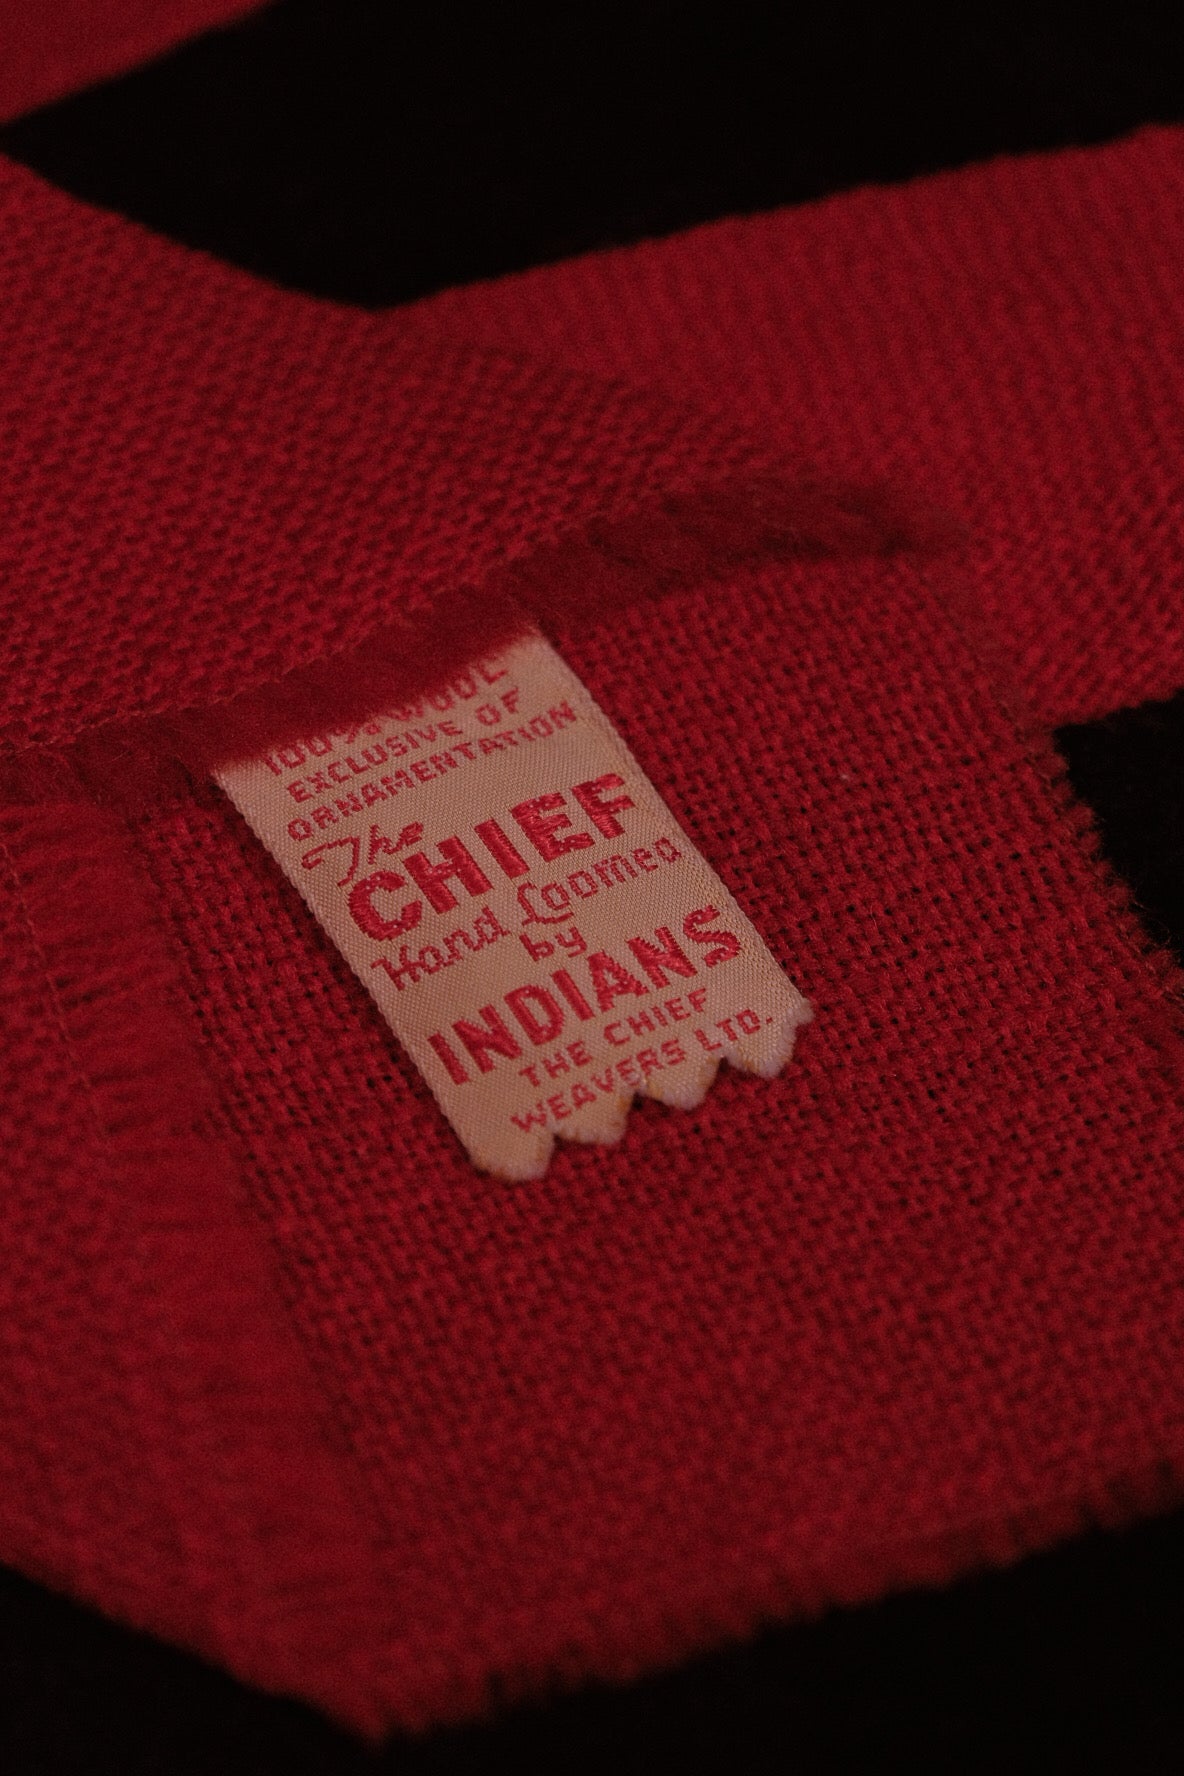 100% WOOL
EXCLUSIVE OF
ORNAMENTATION
The
CHIEF
Hand Loomed
by
INDIANS
THE CHIEF
WEAVERS LTD.